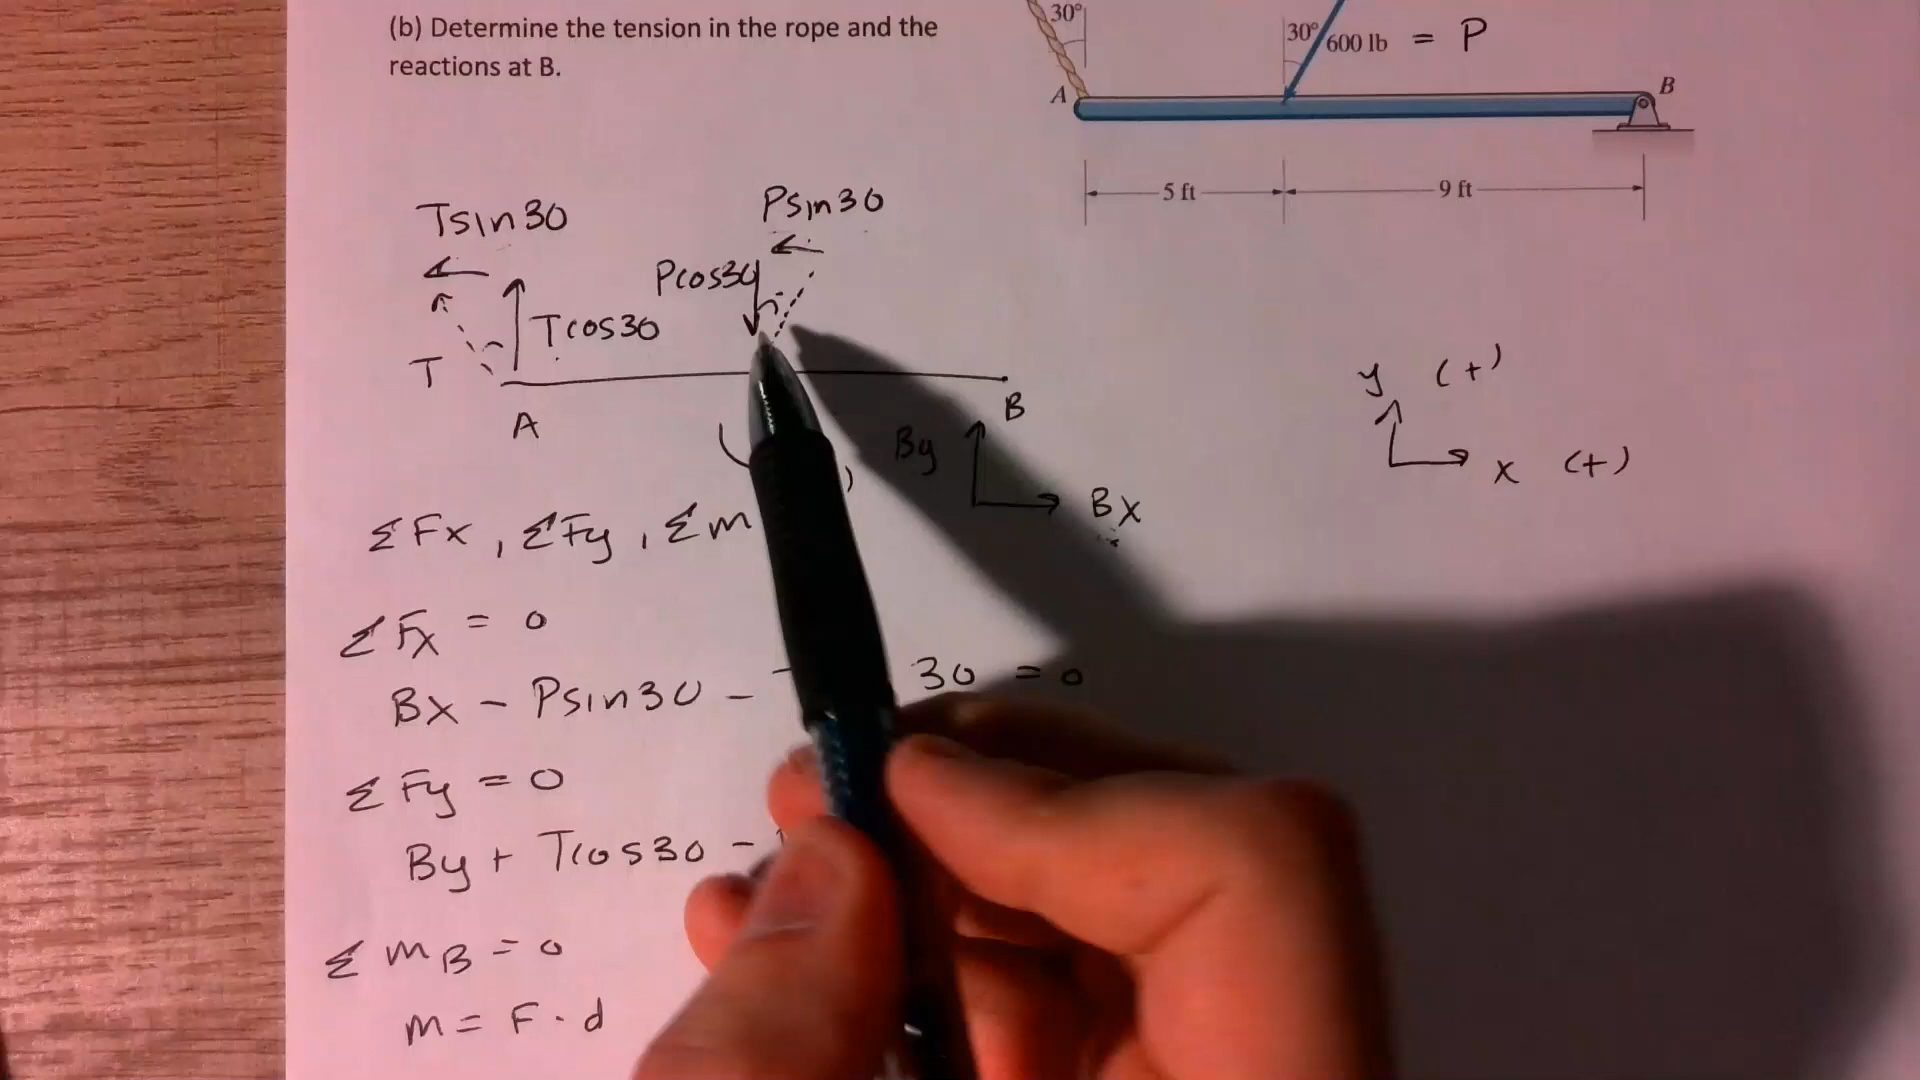 (b) Determine the tension in the rope and the
reactions at B.
30°
30°
600 lb = P
A
B
5 ft
9 ft
Tsin30
Psin30
Pcos30
Tcos30
T
A
B
By
Bx
y (+)
x (+)
ΣFx, ΣFy, Σm
ΣFx = 0
Bx - Psin30 - 30 = 0
ΣFy = 0
By + Tcos30 -
ΣmB = 0
m = F · d